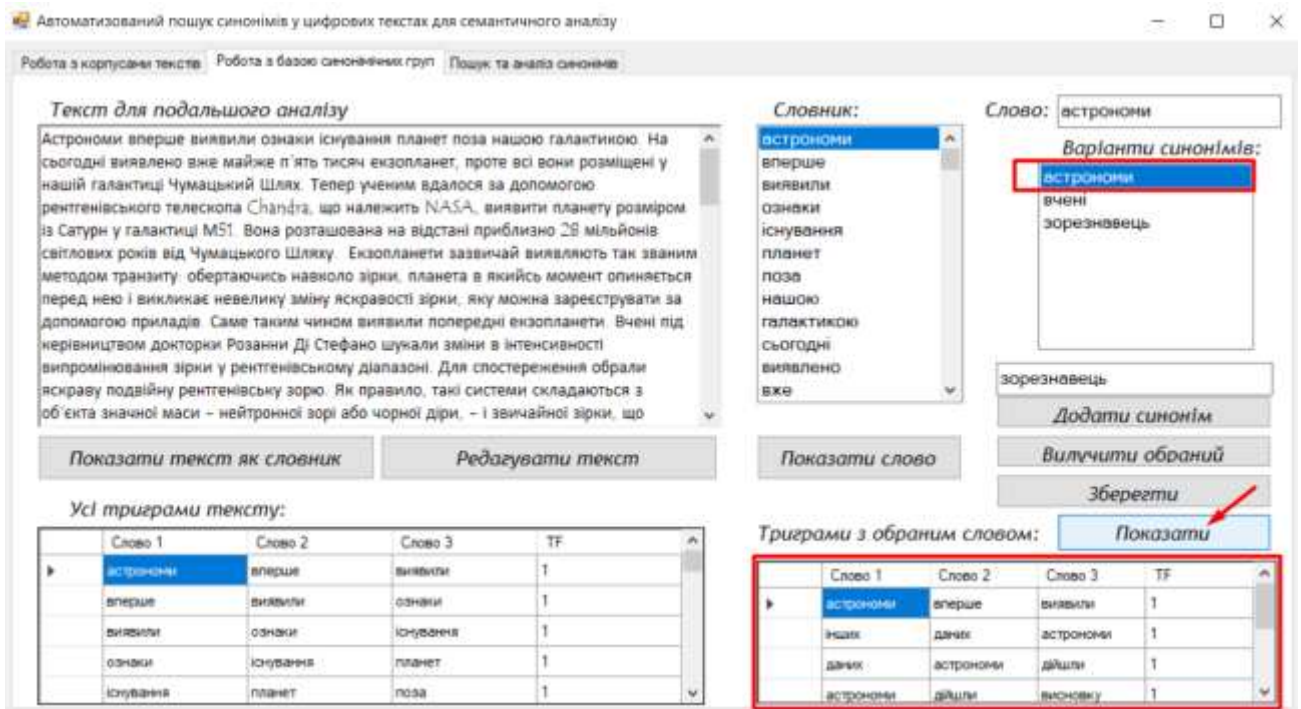 Автоматизований пошук синонімів у цифрових текстах для семантичного аналізу
Робота з корпусами текстів Робота з базою синонімічних груп Пошук та аналіз синонімів
Текст для подальшого аналізу
Астрономи вперше виявили ознаки існування планет поза нашою галактикою. На
сьогодні виявлено вже майже п'ять тисяч екзопланет, проте всі вони розміщені у
нашій галактиці Чумацький Шлях. Тепер ученим вдалося за допомогою
рентгенівського телескопа Chandra, що належить NASA, виявити планету розміром
із Сатурн у галактиці M51. Вона розташована на відстані приблизно 28 мільйонів
світлових років від Чумацького Шляху. Екзопланети зазвичай виявляють так званим
методом транзиту: обертаючись навколо зірки, планета в якийсь момент опиняється
перед нею і викликає невелику зміну яскравості зірки, яку можна зареєструвати за
допомогою приладів. Саме таким чином виявили попередні екзопланети. Вчені під
керівництвом докторки Розанни Ді Стефано шукали зміни в інтенсивності
випромінювання зірки у рентгенівському діапазоні. Для спостереження обрали
яскраву подвійну рентгенівську зорю. Як правило, такі системи складаються з
об'єкта значної маси – нейтронної зорі або чорної діри, – і звичайної зірки, що
Показати текст як словник Редагувати текст
Словник:
астрономи
вперше
виявили
ознаки
існування
планет
поза
нашою
галактикою
сьогодні
виявлено
вже
Показати слово
Слово: астрономи
Варіанти синонімів:
астрономи
вчені
зорезнавець
зорезнавець
Додати синонім
Вилучити обраний
Зберегти
Усі триграми тексту:
Слово 1 Слово 2 Слово 3 TF
астрономи вперше виявили 1
вперше виявили ознаки 1
виявили ознаки існування 1
ознаки існування планет 1
існування планет поза 1
Триграми з обраним словом: Показати
Слово 1 Слово 2 Слово 3 TF
астрономи вперше виявили 1
інших даних астрономи 1
даних астрономи дійшли 1
астрономи дійшли висновку 1